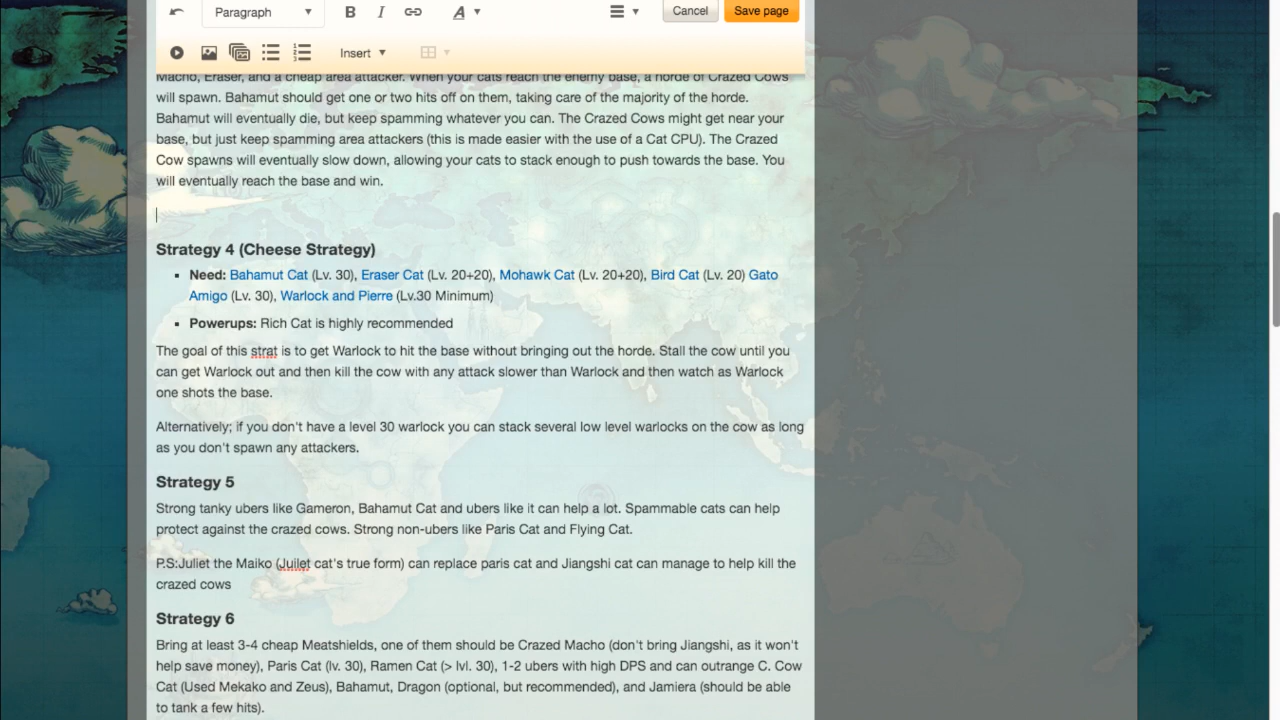 Paragraph
B
I
A
Cancel
Save page
Insert
Macho, Eraser, and a cheap area attacker. When your cats reach the enemy base, a horde of Crazed Cows
will spawn. Bahamut should get one or two hits off on them, taking care of the majority of the horde.
Bahamut will eventually die, but keep spamming whatever you can. The Crazed Cows might get near your
base, but just keep spamming area attackers (this is made easier with the use of a Cat CPU). The Crazed
Cow spawns will eventually slow down, allowing your cats to stack enough to push towards the base. You
will eventually reach the base and win.
Strategy 4 (Cheese Strategy)
Need: Bahamut Cat (Lv. 30), Eraser Cat (Lv. 20+20), Mohawk Cat (Lv. 20+20), Bird Cat (Lv. 20) Gato
Amigo (Lv. 30), Warlock and Pierre (Lv.30 Minimum)
Powerups: Rich Cat is highly recommended
The goal of this strat is to get Warlock to hit the base without bringing out the horde. Stall the cow until you
can get Warlock out and then kill the cow with any attack slower than Warlock and then watch as Warlock
one shots the base.
Alternatively; if you don't have a level 30 warlock you can stack several low level warlocks on the cow as long
as you don't spawn any attackers.
Strategy 5
Strong tanky ubers like Gameron, Bahamut Cat and ubers like it can help a lot. Spammable cats can help
protect against the crazed cows. Strong non-ubers like Paris Cat and Flying Cat.
P.S:Juliet the Maiko (Juilet cat's true form) can replace paris cat and Jiangshi cat can manage to help kill the
crazed cows
Strategy 6
Bring at least 3-4 cheap Meatshields, one of them should be Crazed Macho (don't bring Jiangshi, as it won't
help save money), Paris Cat (lv. 30), Ramen Cat (> lvl. 30), 1-2 ubers with high DPS and can outrange C. Cow
Cat (Used Mekako and Zeus), Bahamut, Dragon (optional, but recommended), and Jamiera (should be able
to tank a few hits).